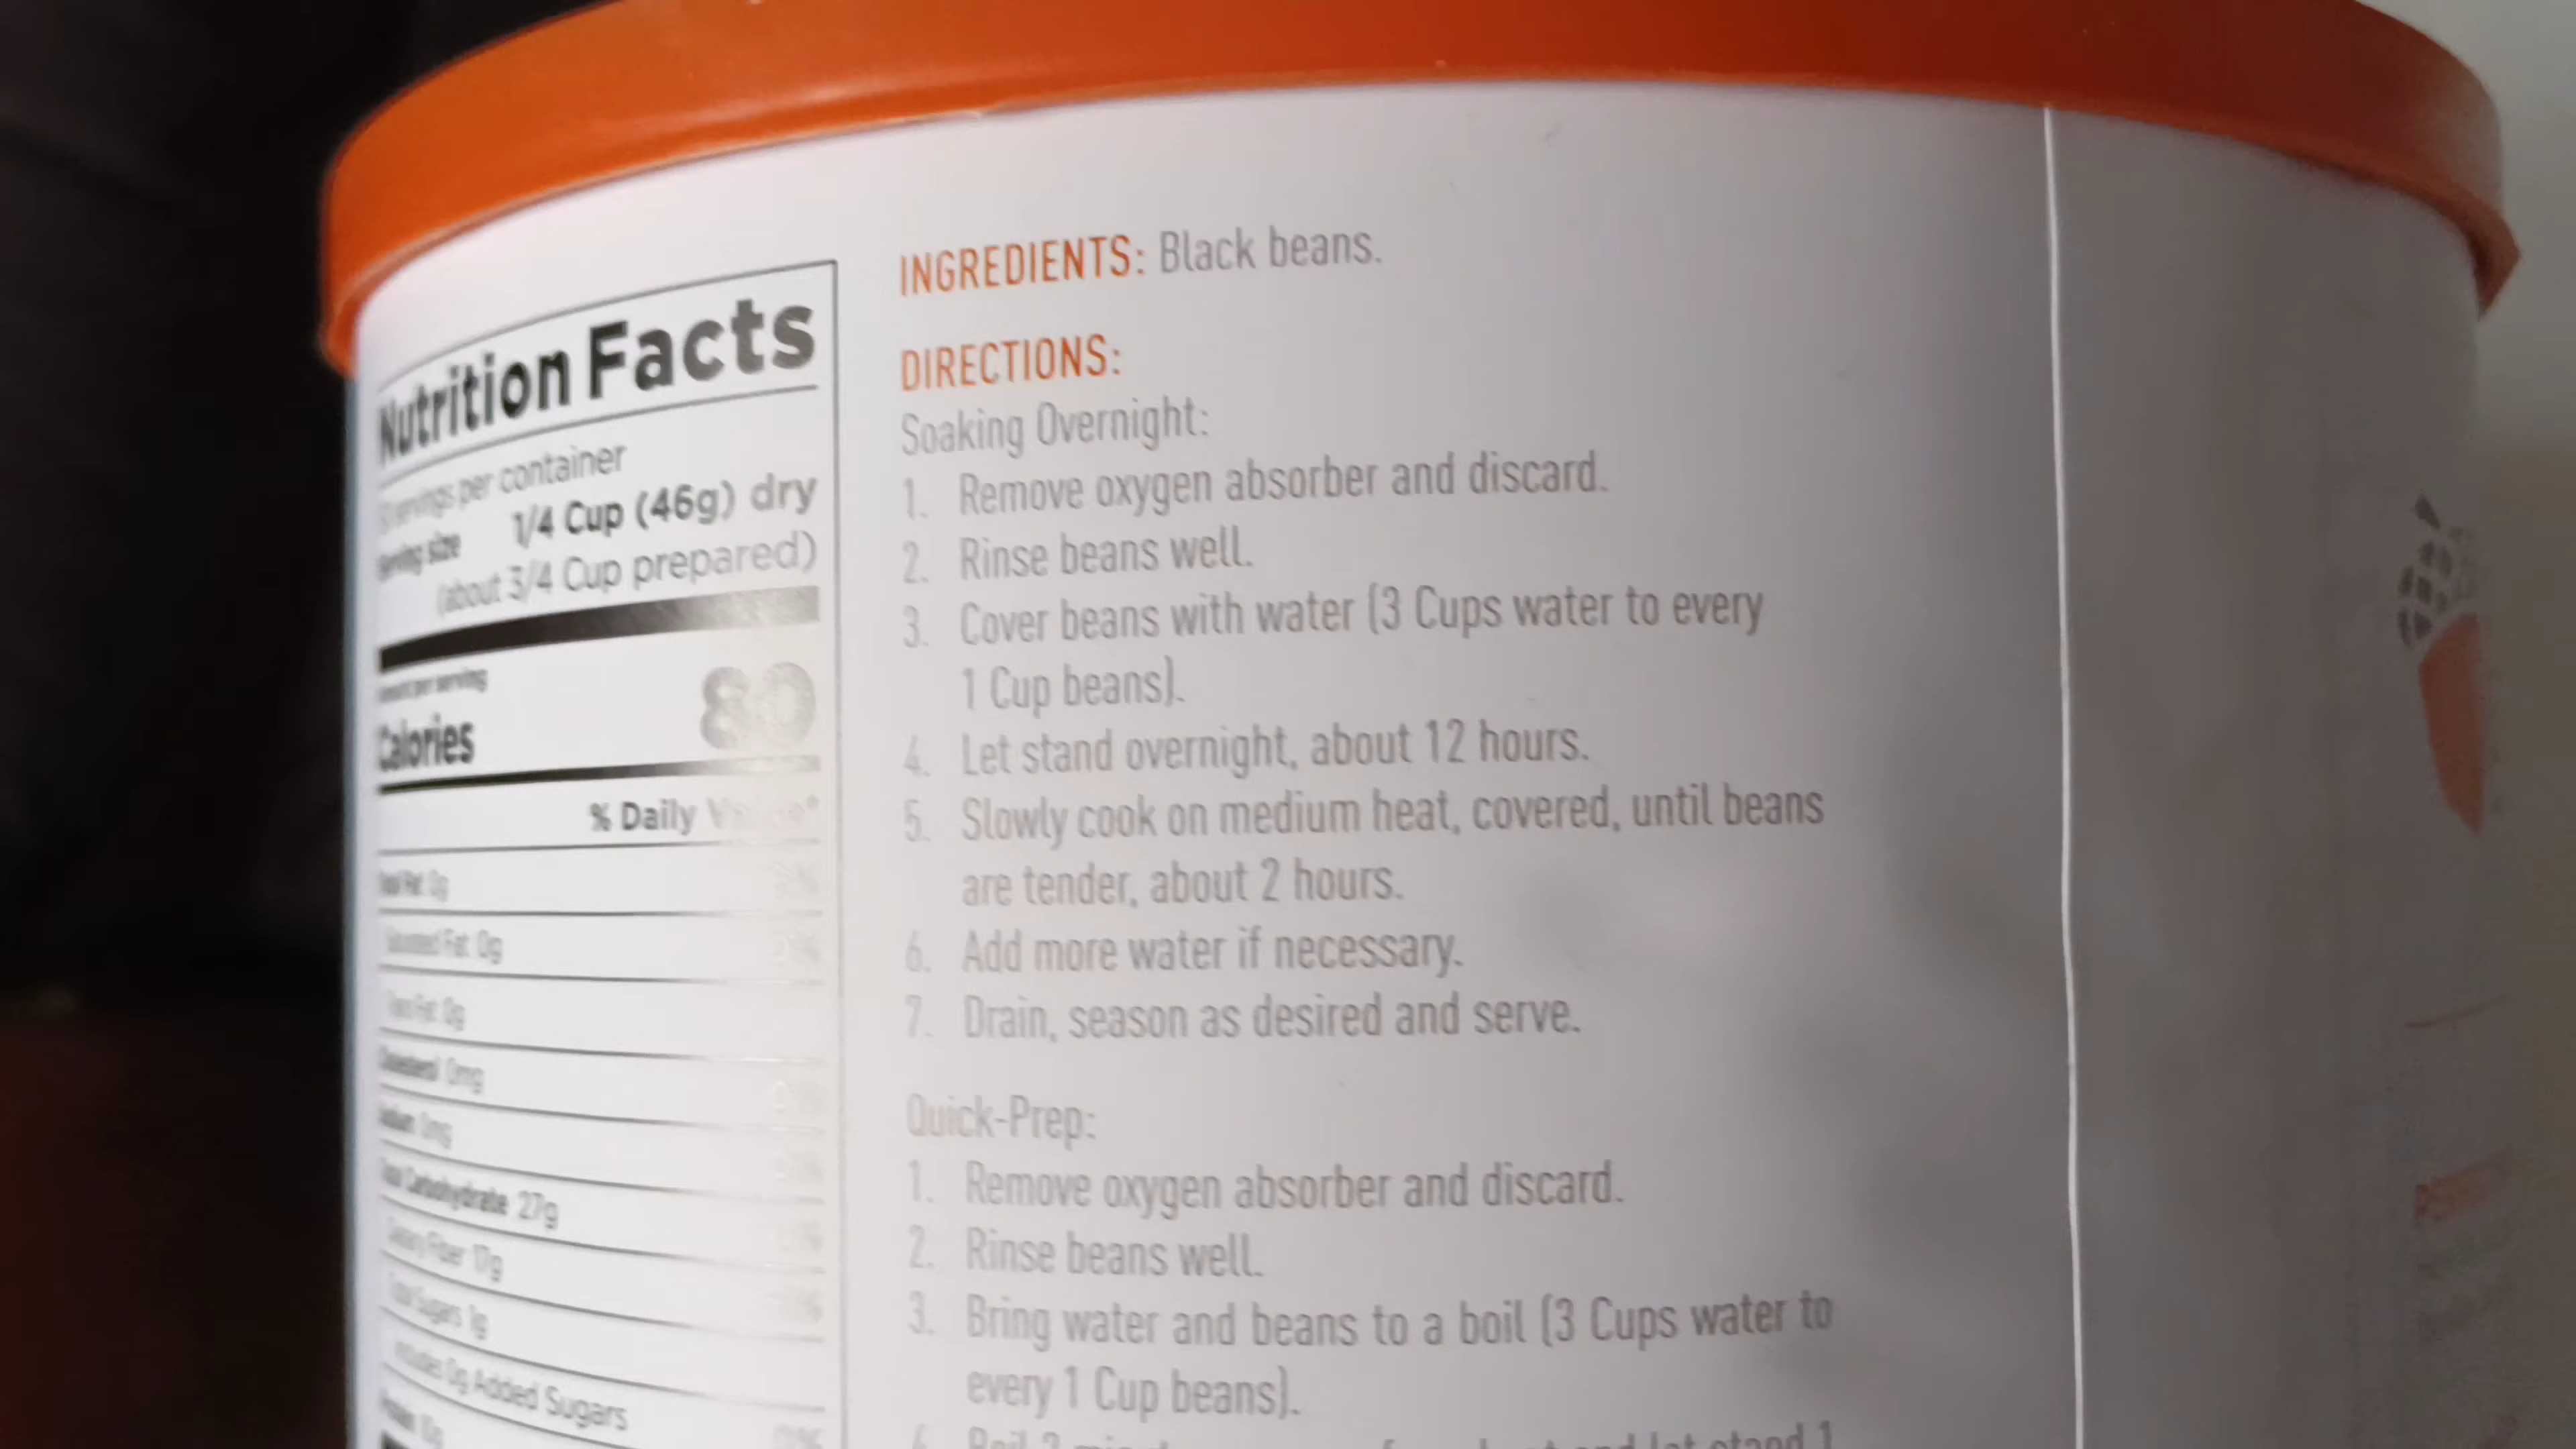 Nutrition Facts
servings per container
Serving size 1/4 Cup (46g) dry
(about 3/4 Cup prepared)
Amount per serving
Calories 80
% Daily
Total Fat 0g
Saturated Fat 0g
Trans Fat 0g
Cholesterol 0mg
Sodium 0mg
Total Carbohydrate 27g
Dietary Fiber 17g
Total Sugars 1g
Includes 0g Added Sugars
Protein 10g
INGREDIENTS: Black beans.
DIRECTIONS:
Soaking Overnight:
1. Remove oxygen absorber and discard.
2. Rinse beans well.
3. Cover beans with water (3 Cups water to every
1 Cup beans).
4. Let stand overnight, about 12 hours.
5. Slowly cook on medium heat, covered, until beans
are tender, about 2 hours.
6. Add more water if necessary.
7. Drain, season as desired and serve.
Quick-Prep:
1. Remove oxygen absorber and discard.
2. Rinse beans well.
3. Bring water and beans to a boil (3 Cups water to
every 1 Cup beans).